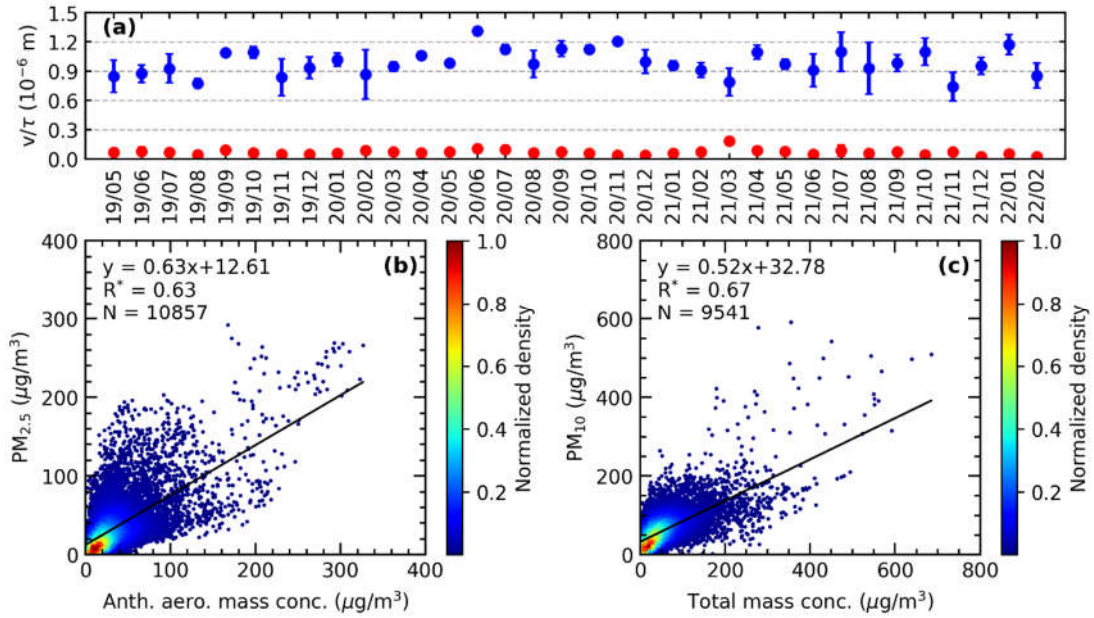 (a)
v/τ (10⁻⁶ m)
1.5
1.2
0.9
0.6
0.3
0.0
19/05 19/06 19/07 19/08 19/09 19/10 19/11 19/12 20/01 20/02 20/03 20/04 20/05 20/06 20/07 20/08 20/09 20/10 20/11 20/12 21/01 21/02 21/03 21/04 21/05 21/06 21/07 21/08 21/09 21/10 21/11 21/12 22/01 22/02
(b)
y = 0.63x+12.61
R* = 0.63
N = 10857
PM2.5 (μg/m³)
400
300
200
100
0
0 100 200 300 400
Anth. aero. mass conc. (μg/m³)
1.0
0.8
0.6
0.4
0.2
Normalized density
(c)
y = 0.52x+32.78
R* = 0.67
N = 9541
PM10 (μg/m³)
800
600
400
200
0
0 200 400 600 800
Total mass conc. (μg/m³)
1.0
0.8
0.6
0.4
0.2
Normalized density